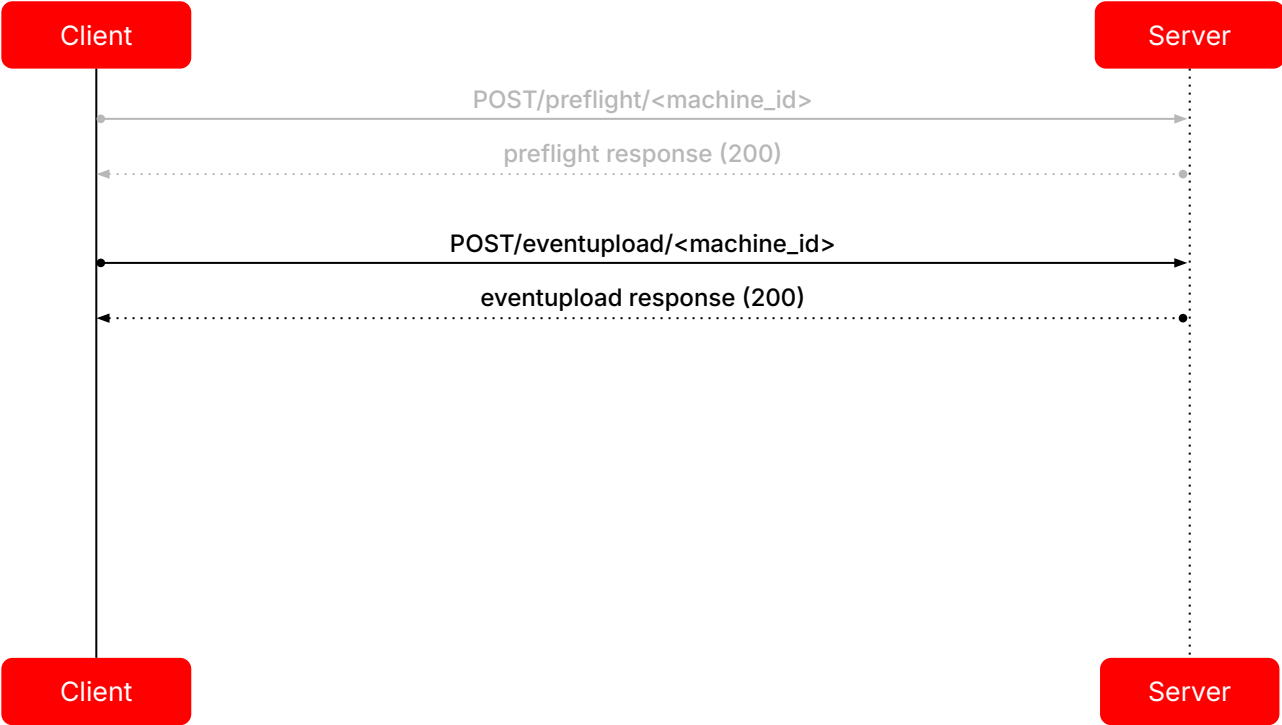 Client
Server
POST/preflight/<machine_id>
preflight response (200)
POST/eventupload/<machine_id>
eventupload response (200)
Client
Server